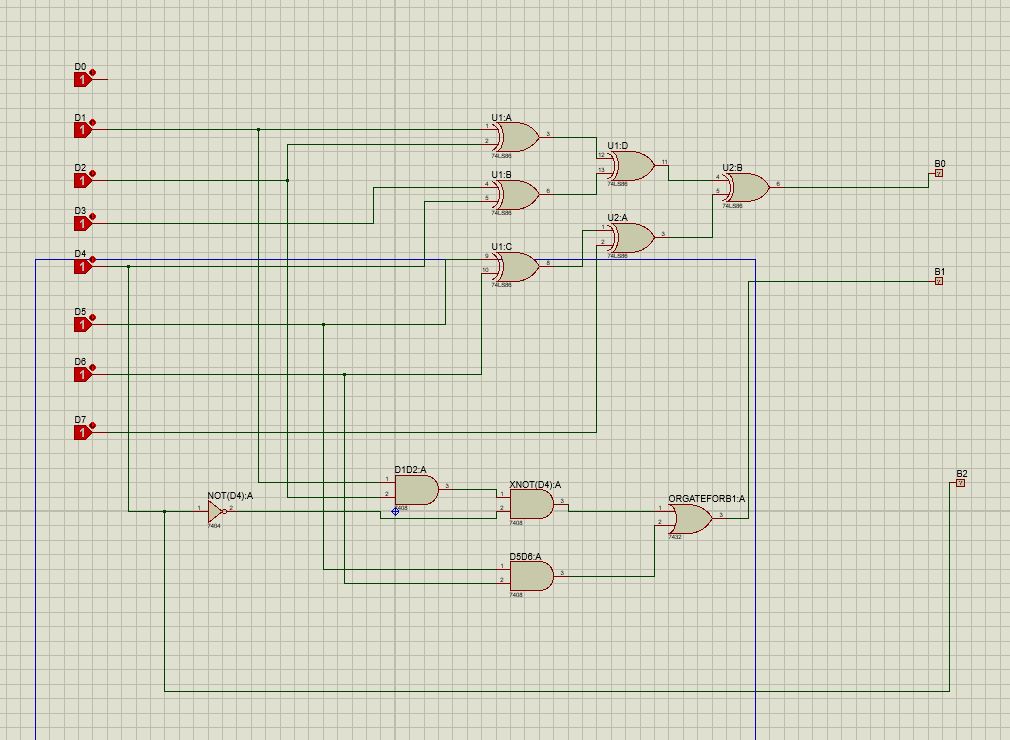 D0
1
D1
1
D2
1
D3
1
D4
1
D5
1
D6
1
D7
1
U1:A
1
2
3
74LS86
U1:B
4
5
6
74LS86
U1:C
9
10
8
74LS86
U1:D
12
13
11
74LS86
U2:A
1
2
3
74LS86
U2:B
4
5
6
74LS86
B0
B1
B2
NOT(D4):A
1
2
7404
D1D2:A
1
2
3
7408
XNOT(D4):A
1
2
3
7408
D5D6:A
1
2
3
7408
ORGATEFORB1:A
1
2
3
7432